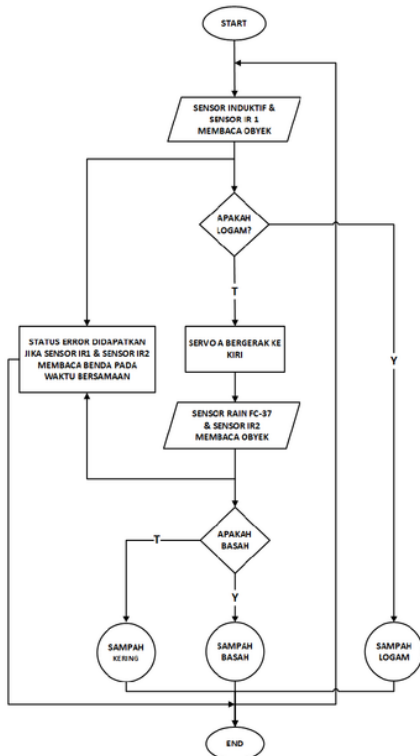 START
SENSOR INDUKTIF &
SENSOR IR 1
MEMBACA OBYEK
APAKAH
LOGAM?
T
Y
STATUS ERROR DIDAPATKAN
JIKA SENSOR IR1 & SENSOR IR2
MEMBACA BENDA PADA
WAKTU BERSAMAAN
SERVO A BERGERAK KE
KIRI
SENSOR RAIN FC-37
& SENSOR IR2
MEMBACA OBYEK
APAKAH
BASAH
T
Y
SAMPAH
KERING
SAMPAH
BASAH
SAMPAH
LOGAM
END